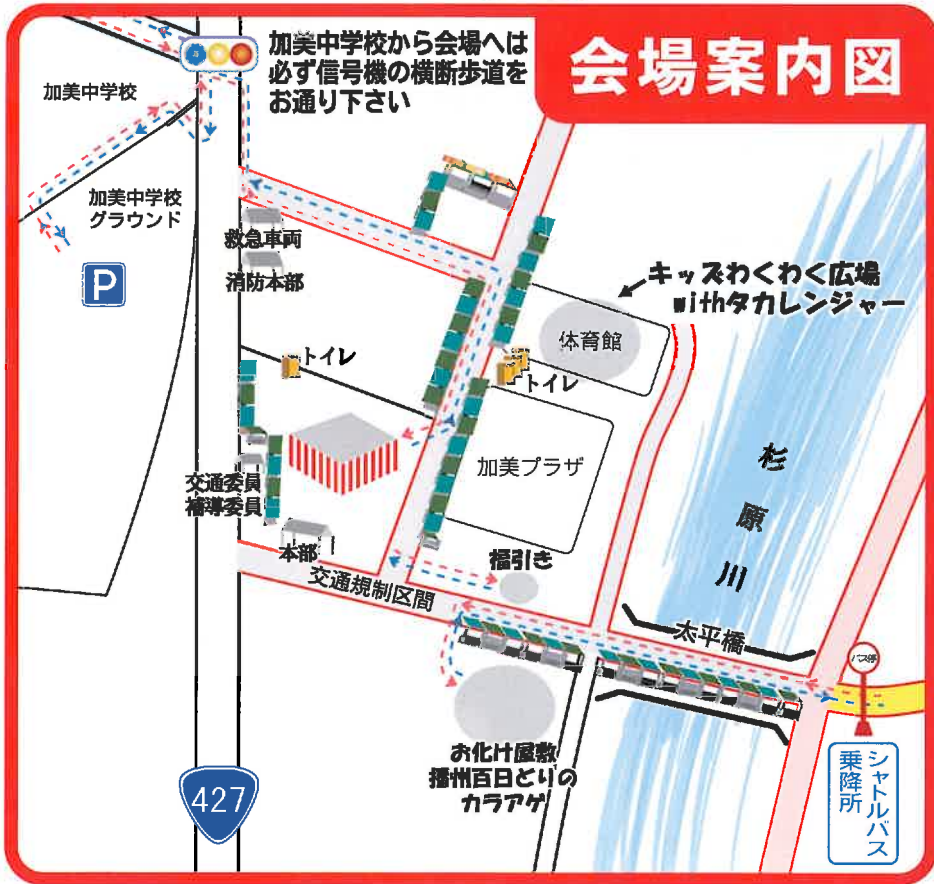 会場案内図
加美中学校から会場へは
必ず信号機の横断歩道を
お通り下さい
加美中学校
加美中学校
グラウンド
P
救急車両
消防本部
キッズわくわく広場
withタカレンジャー
体育館
トイレ
トイレ
加美プラザ
杉原川
交通委員
補導委員
本部
福引き
交通規制区間
太平橋
バス停
シャトルバス
乗降所
お化け屋敷
播州百日どりの
カラアゲ
427